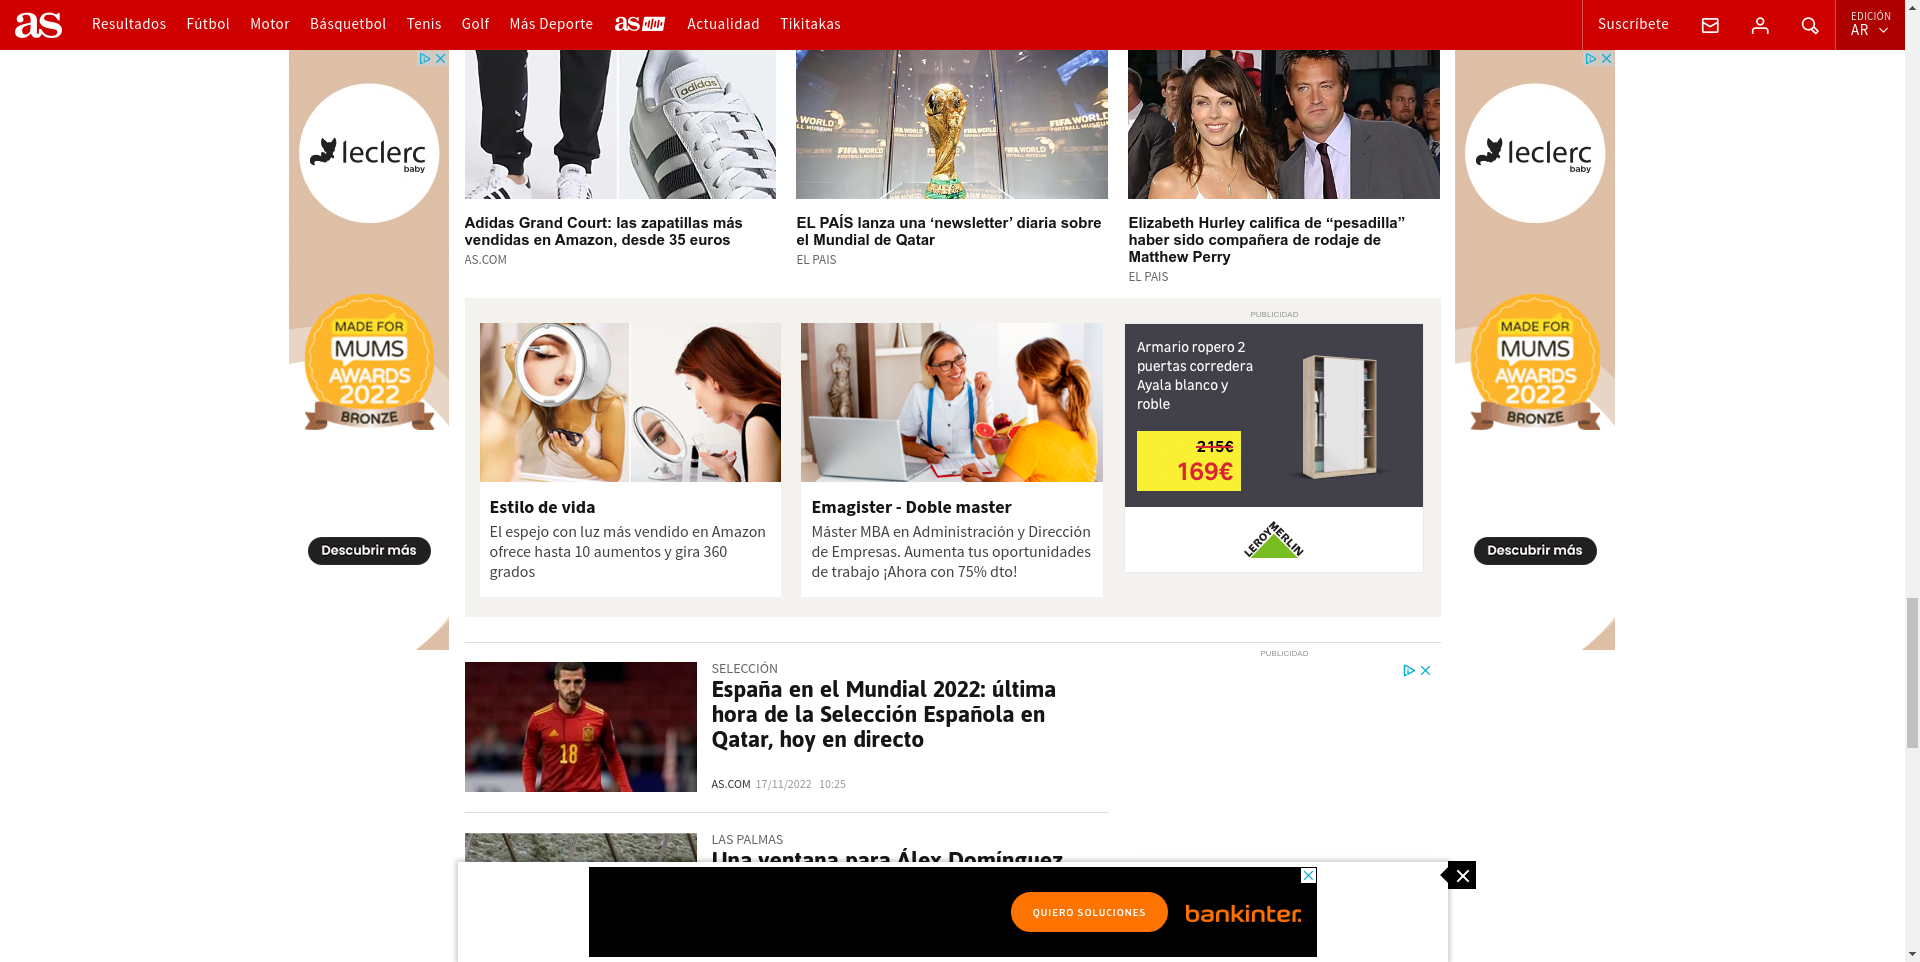 as
Resultados
Fútbol
Motor
Básquetbol
Tenis
Golf
Más Deporte
as
Actualidad
Tikitakas
Suscríbete
EDICIÓN
AR
leclerc
baby
MADE FOR
MUMS
AWARDS
2022
BRONZE
Descubrir más
adidas
Adidas Grand Court: las zapatillas más
vendidas en Amazon, desde 35 euros
AS.COM
FIFA WORLD
FOOTBALL MUSEUM
EL PAÍS lanza una ‘newsletter’ diaria sobre
el Mundial de Qatar
EL PAIS
Elizabeth Hurley califica de “pesadilla”
haber sido compañera de rodaje de
Matthew Perry
EL PAIS
leclerc
baby
MADE FOR
MUMS
AWARDS
2022
BRONZE
Descubrir más
Estilo de vida
El espejo con luz más vendido en Amazon
ofrece hasta 10 aumentos y gira 360
grados
Emagister - Doble master
Máster MBA en Administración y Dirección
de Empresas. Aumenta tus oportunidades
de trabajo ¡Ahora con 75% dto!
PUBLICIDAD
Armario ropero 2
puertas corredera
Ayala blanco y
roble
215€
169€
LEROY MERLIN
PUBLICIDAD
18
SELECCIÓN
España en el Mundial 2022: última
hora de la Selección Española en
Qatar, hoy en directo
AS.COM 17/11/2022 10:25
LAS PALMAS
Una ventana para Álex Domínguez
QUIERO SOLUCIONES
bankinter.